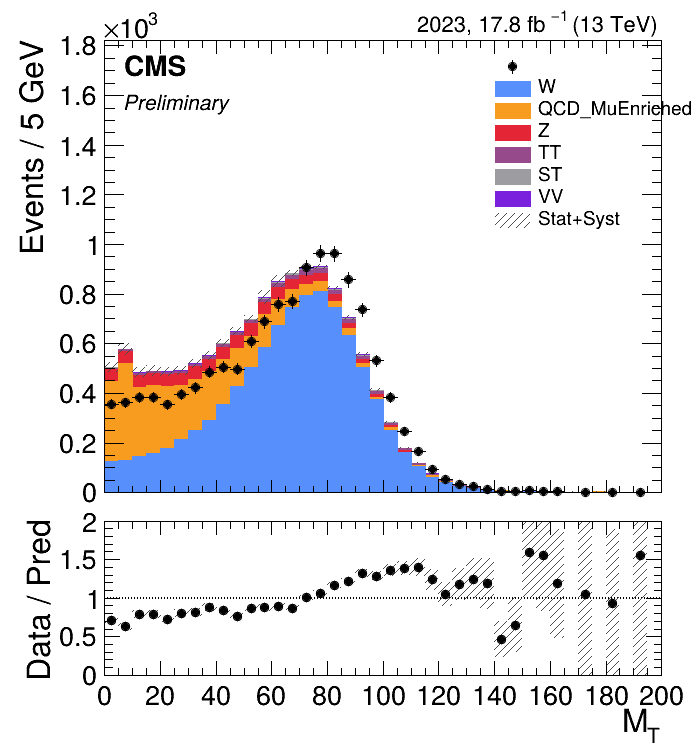 ×10³
2023, 17.8 fb⁻¹ (13 TeV)
CMS
Preliminary
W
QCD_MuEnriched
Z
TT
ST
VV
Stat+Syst
Events / 5 GeV
1.8
1.6
1.4
1.2
1
0.8
0.6
0.4
0.2
0
Data / Pred
2
1.5
1
0.5
0
0 20 40 60 80 100 120 140 160 180 200
M_T